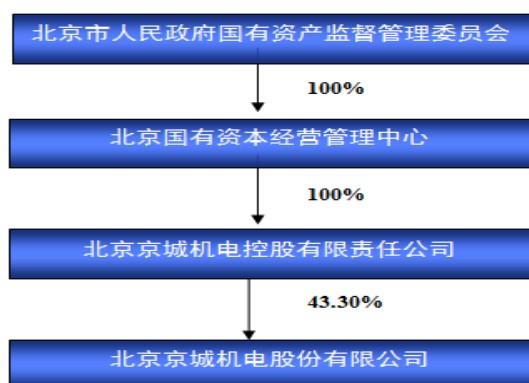 北京市人民政府国有资产监督管理委员会
100%
北京国有资本经营管理中心
100%
北京京城机电控股有限责任公司
43.30%
北京京城机电股份有限公司